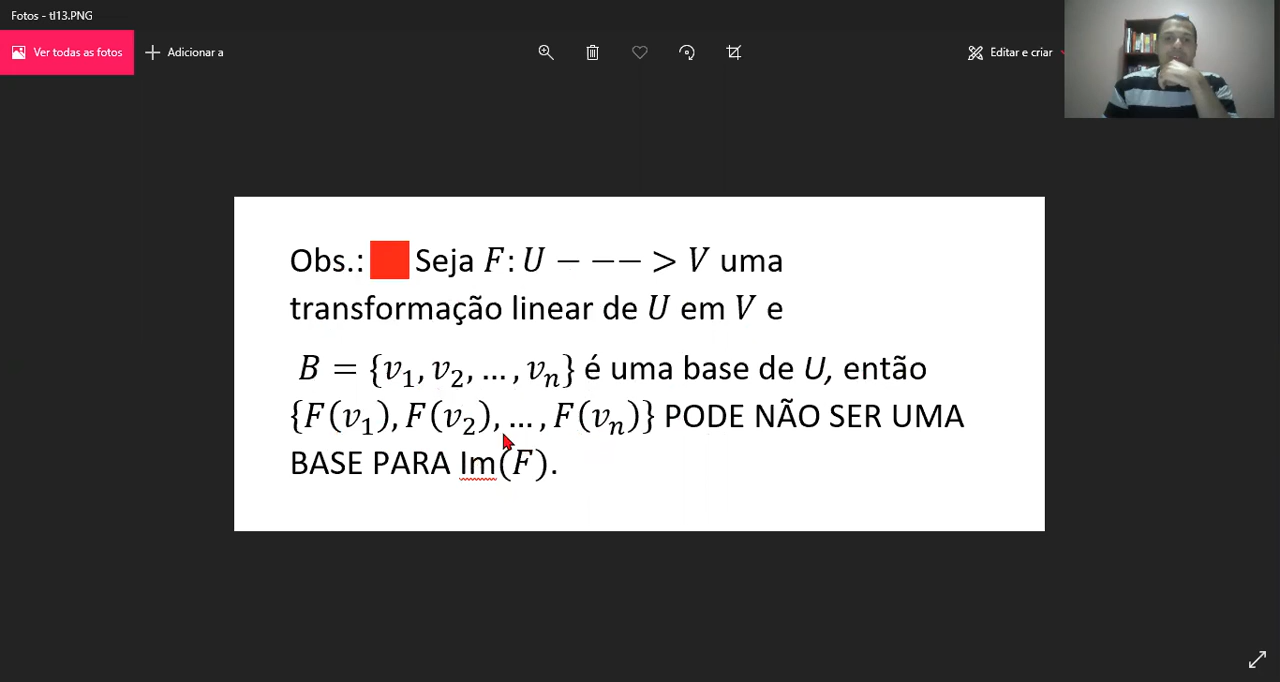 Fotos - tl13.PNG
Ver todas as fotos
Adicionar a
Editar e criar
Obs.: Seja F: U − −− > V uma
transformação linear de U em V e
B = {v₁, v₂, ..., vₙ} é uma base de U, então
{F(v₁), F(v₂), ..., F(vₙ)} PODE NÃO SER UMA
BASE PARA Im(F).